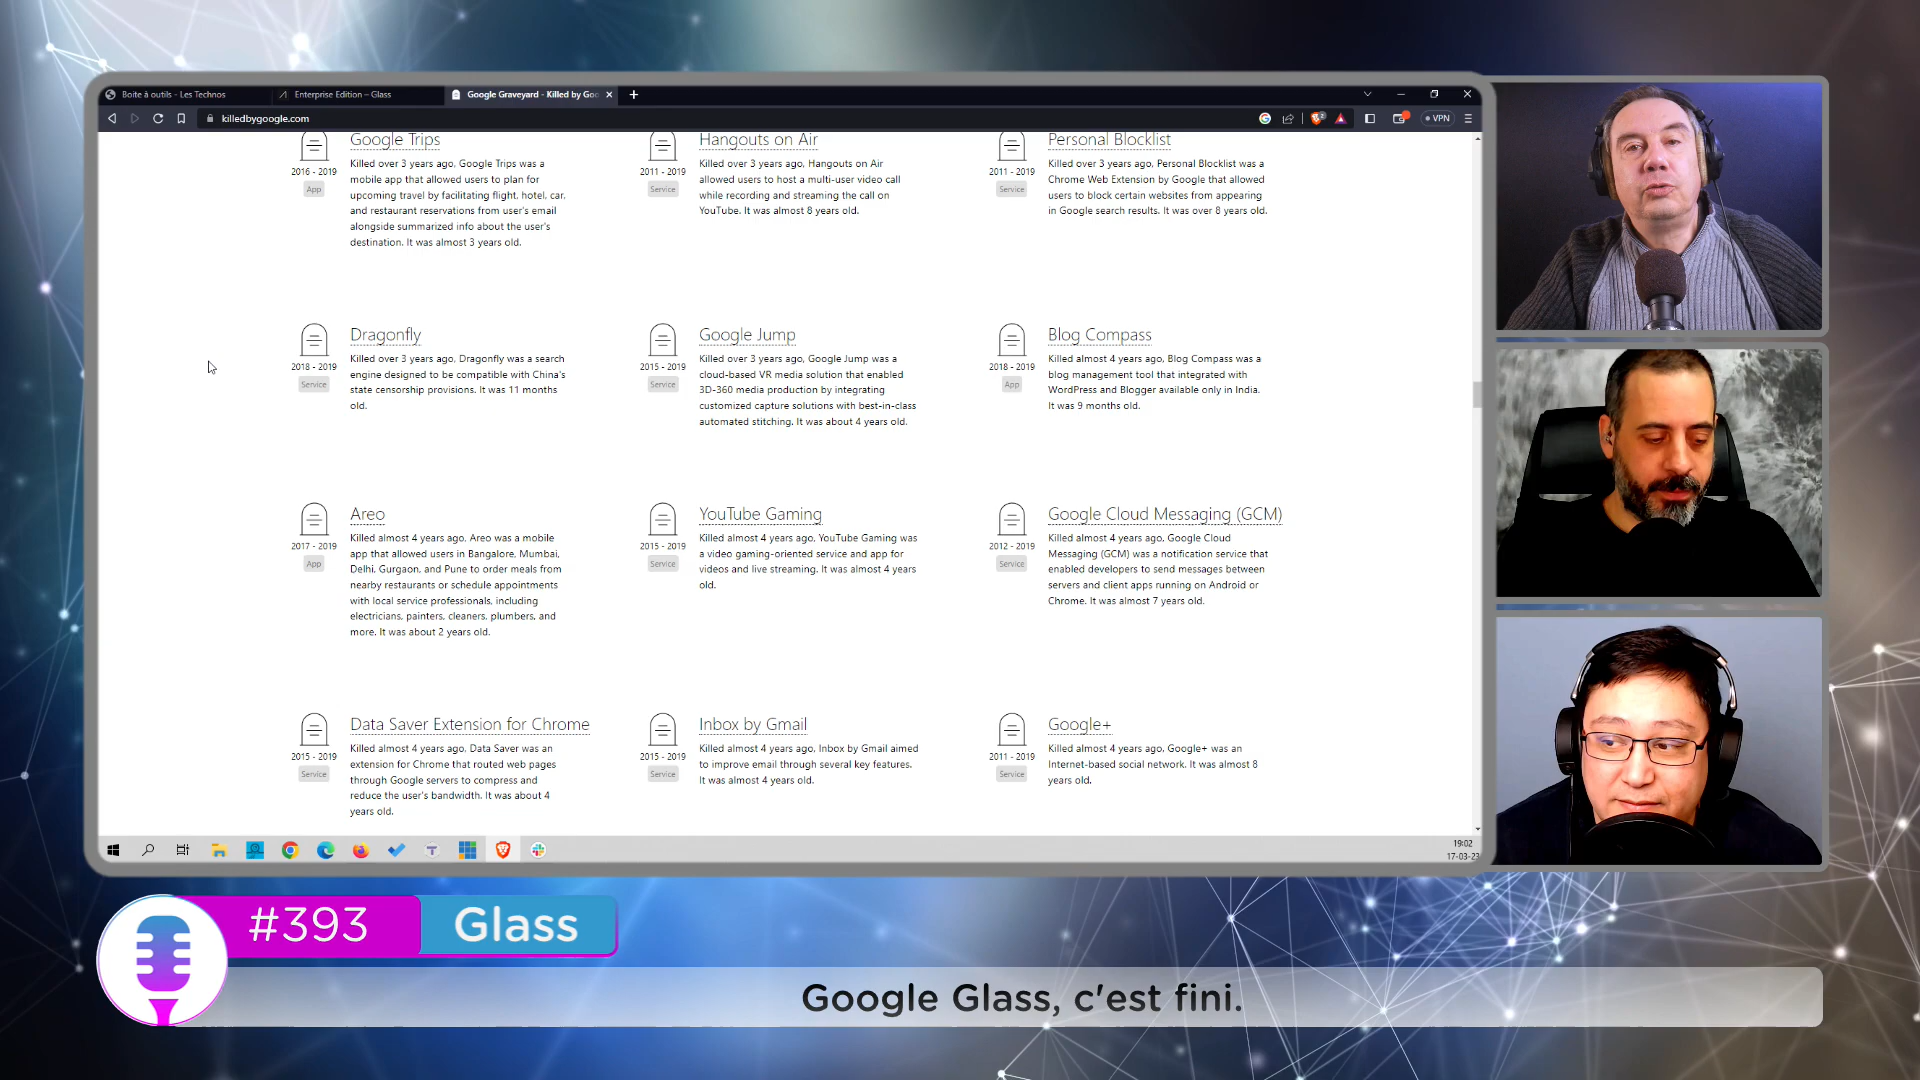 Boite à outils - Les Technos
Enterprise Edition – Glass
Google Graveyard - Killed by Goo
killedbygoogle.com
VPN
Google Trips
2016 - 2019
App
Killed over 3 years ago, Google Trips was a
mobile app that allowed users to plan for
upcoming travel by facilitating flight, hotel, car,
and restaurant reservations from user's email
alongside summarized info about the user's
destination. It was almost 3 years old.
Hangouts on Air
2011 - 2019
Service
Killed over 3 years ago, Hangouts on Air
allowed users to host a multi-user video call
while recording and streaming the call on
YouTube. It was almost 8 years old.
Personal Blocklist
2011 - 2019
Service
Killed over 3 years ago, Personal Blocklist was a
Chrome Web Extension by Google that allowed
users to block certain websites from appearing
in Google search results. It was over 8 years old.
Dragonfly
2018 - 2019
Service
Killed over 3 years ago, Dragonfly was a search
engine designed to be compatible with China's
state censorship provisions. It was 11 months
old.
Google Jump
2015 - 2019
Service
Killed over 3 years ago, Google Jump was a
cloud-based VR media solution that enabled
3D-360 media production by integrating
customized capture solutions with best-in-class
automated stitching. It was about 4 years old.
Blog Compass
2018 - 2019
App
Killed almost 4 years ago, Blog Compass was a
blog management tool that integrated with
WordPress and Blogger available only in India.
It was 9 months old.
Areo
2017 - 2019
App
Killed almost 4 years ago, Areo was a mobile
app that allowed users in Bangalore, Mumbai,
Delhi, Gurgaon, and Pune to order meals from
nearby restaurants or schedule appointments
with local service professionals, including
electricians, painters, cleaners, plumbers, and
more. It was about 2 years old.
YouTube Gaming
2015 - 2019
Service
Killed almost 4 years ago, YouTube Gaming was
a video gaming-oriented service and app for
videos and live streaming. It was almost 4 years
old.
Google Cloud Messaging (GCM)
2012 - 2019
Service
Killed almost 4 years ago, Google Cloud
Messaging (GCM) was a notification service that
enabled developers to send messages between
servers and client apps running on Android or
Chrome. It was almost 7 years old.
Data Saver Extension for Chrome
2015 - 2019
Service
Killed almost 4 years ago, Data Saver was an
extension for Chrome that routed web pages
through Google servers to compress and
reduce the user's bandwidth. It was about 4
years old.
Inbox by Gmail
2015 - 2019
Service
Killed almost 4 years ago, Inbox by Gmail aimed
to improve email through several key features.
It was almost 4 years old.
Google+
2011 - 2019
Service
Killed almost 4 years ago, Google+ was an
Internet-based social network. It was almost 8
years old.
19:02
17-03-23
#393
Glass
Google Glass, c'est fini.